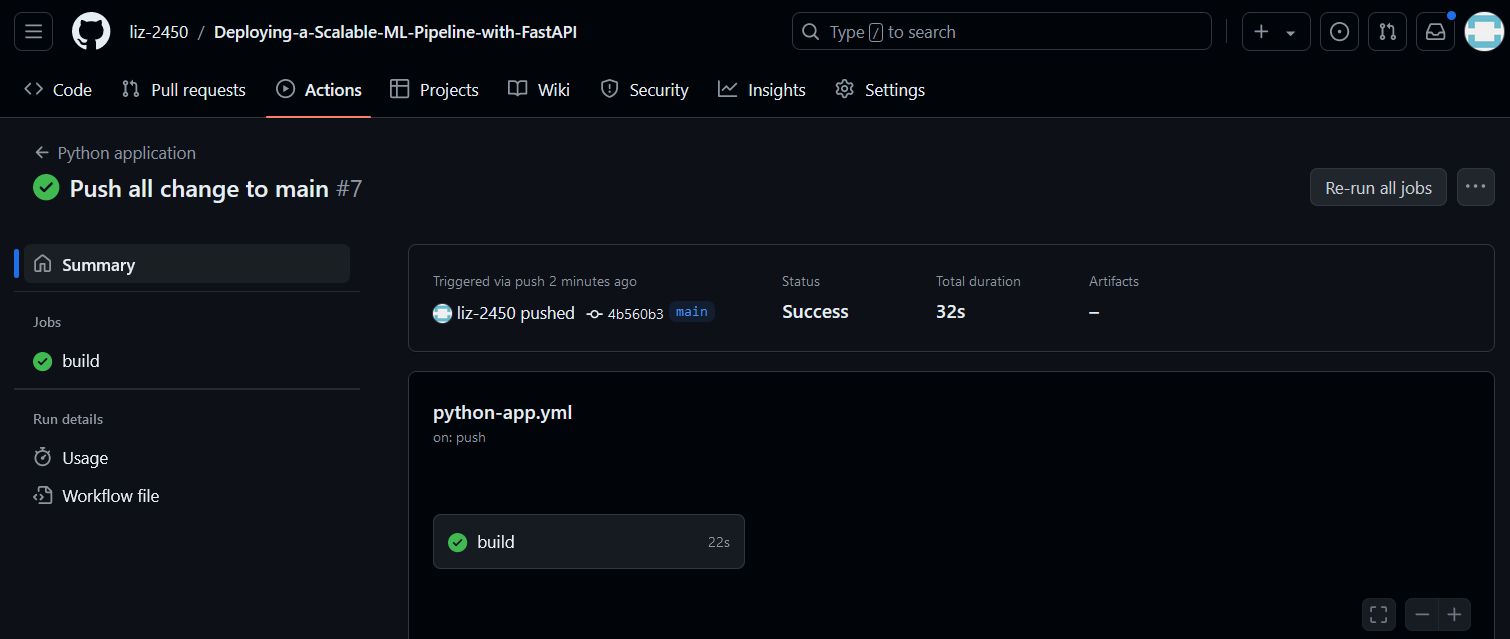 liz-2450 / Deploying-a-Scalable-ML-Pipeline-with-FastAPI
Type / to search
Code Pull requests Actions Projects Wiki Security Insights Settings
Python application
Push all change to main #7
Re-run all jobs
Summary
Jobs
build
Run details
Usage
Workflow file
Triggered via push 2 minutes ago
liz-2450 pushed 4b560b3 main
Status
Success
Total duration
32s
Artifacts
–
python-app.yml
on: push
build 22s